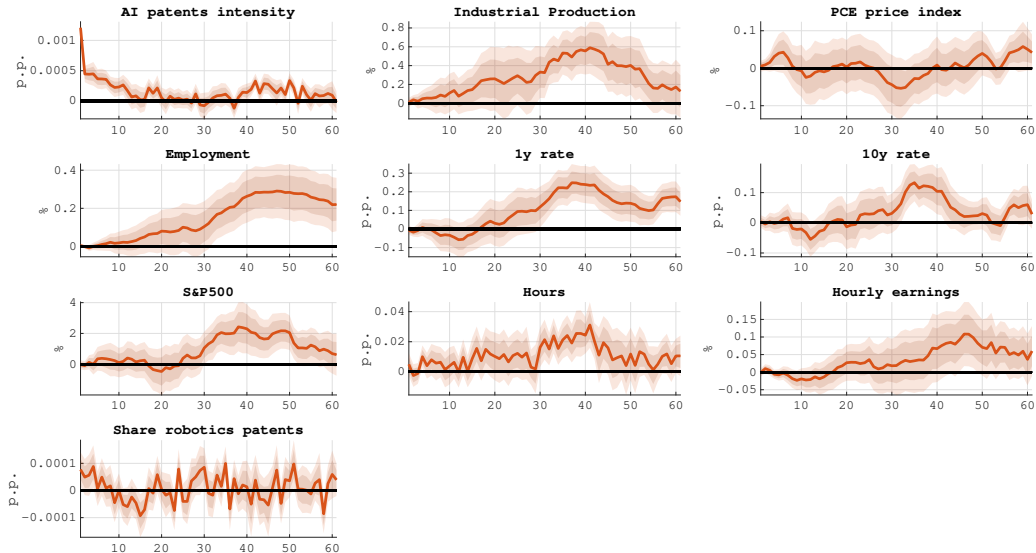 AI patents intensity
p.p.
0.001
0.0005
0
10 20 30 40 50 60
Industrial Production
%
0.8
0.6
0.4
0.2
0
10 20 30 40 50 60
PCE price index
%
0.1
0
-0.1
10 20 30 40 50 60
Employment
%
0.4
0.2
0
10 20 30 40 50 60
1y rate
p.p.
0.3
0.2
0.1
0
-0.1
10 20 30 40 50 60
10y rate
p.p.
0.1
0
-0.1
10 20 30 40 50 60
S&P500
%
4
2
0
10 20 30 40 50 60
Hours
p.p.
0.04
0.02
0
10 20 30 40 50 60
Hourly earnings
%
0.15
0.1
0.05
0
-0.05
10 20 30 40 50 60
Share robotics patents
p.p.
0.0001
0
-0.0001
10 20 30 40 50 60